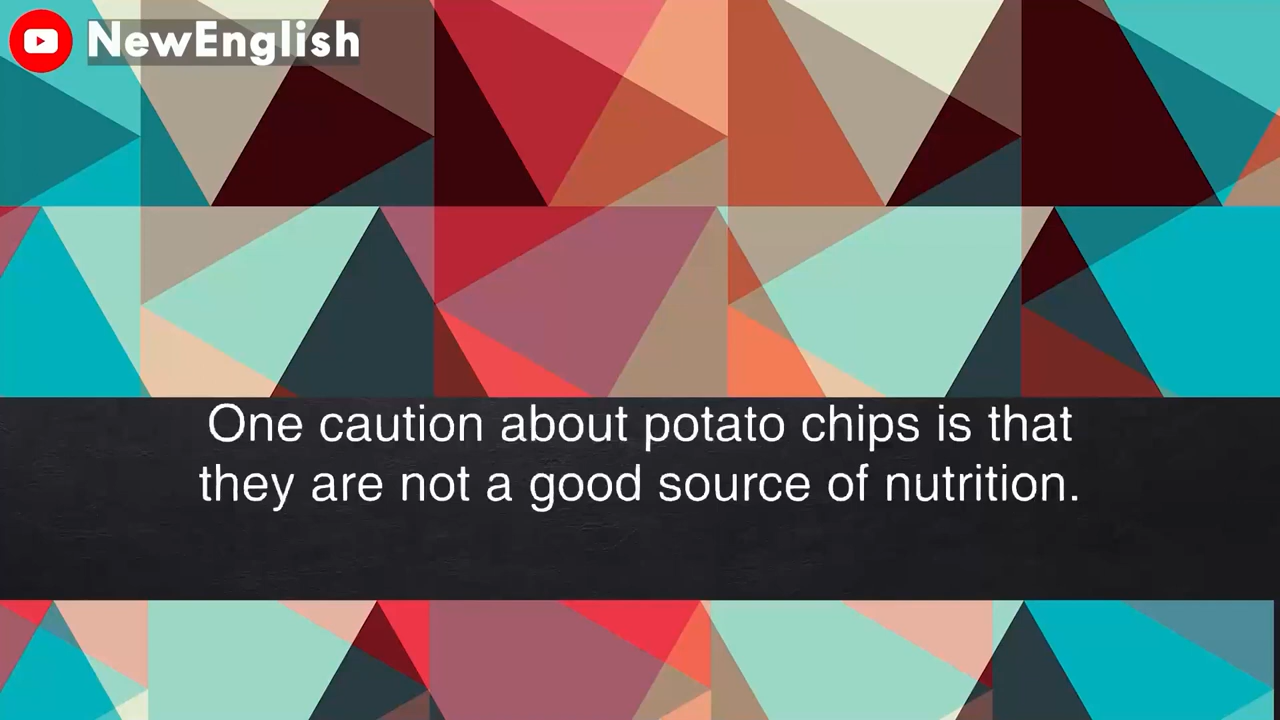 NewEnglish
One caution about potato chips is that
they are not a good source of nutrition.